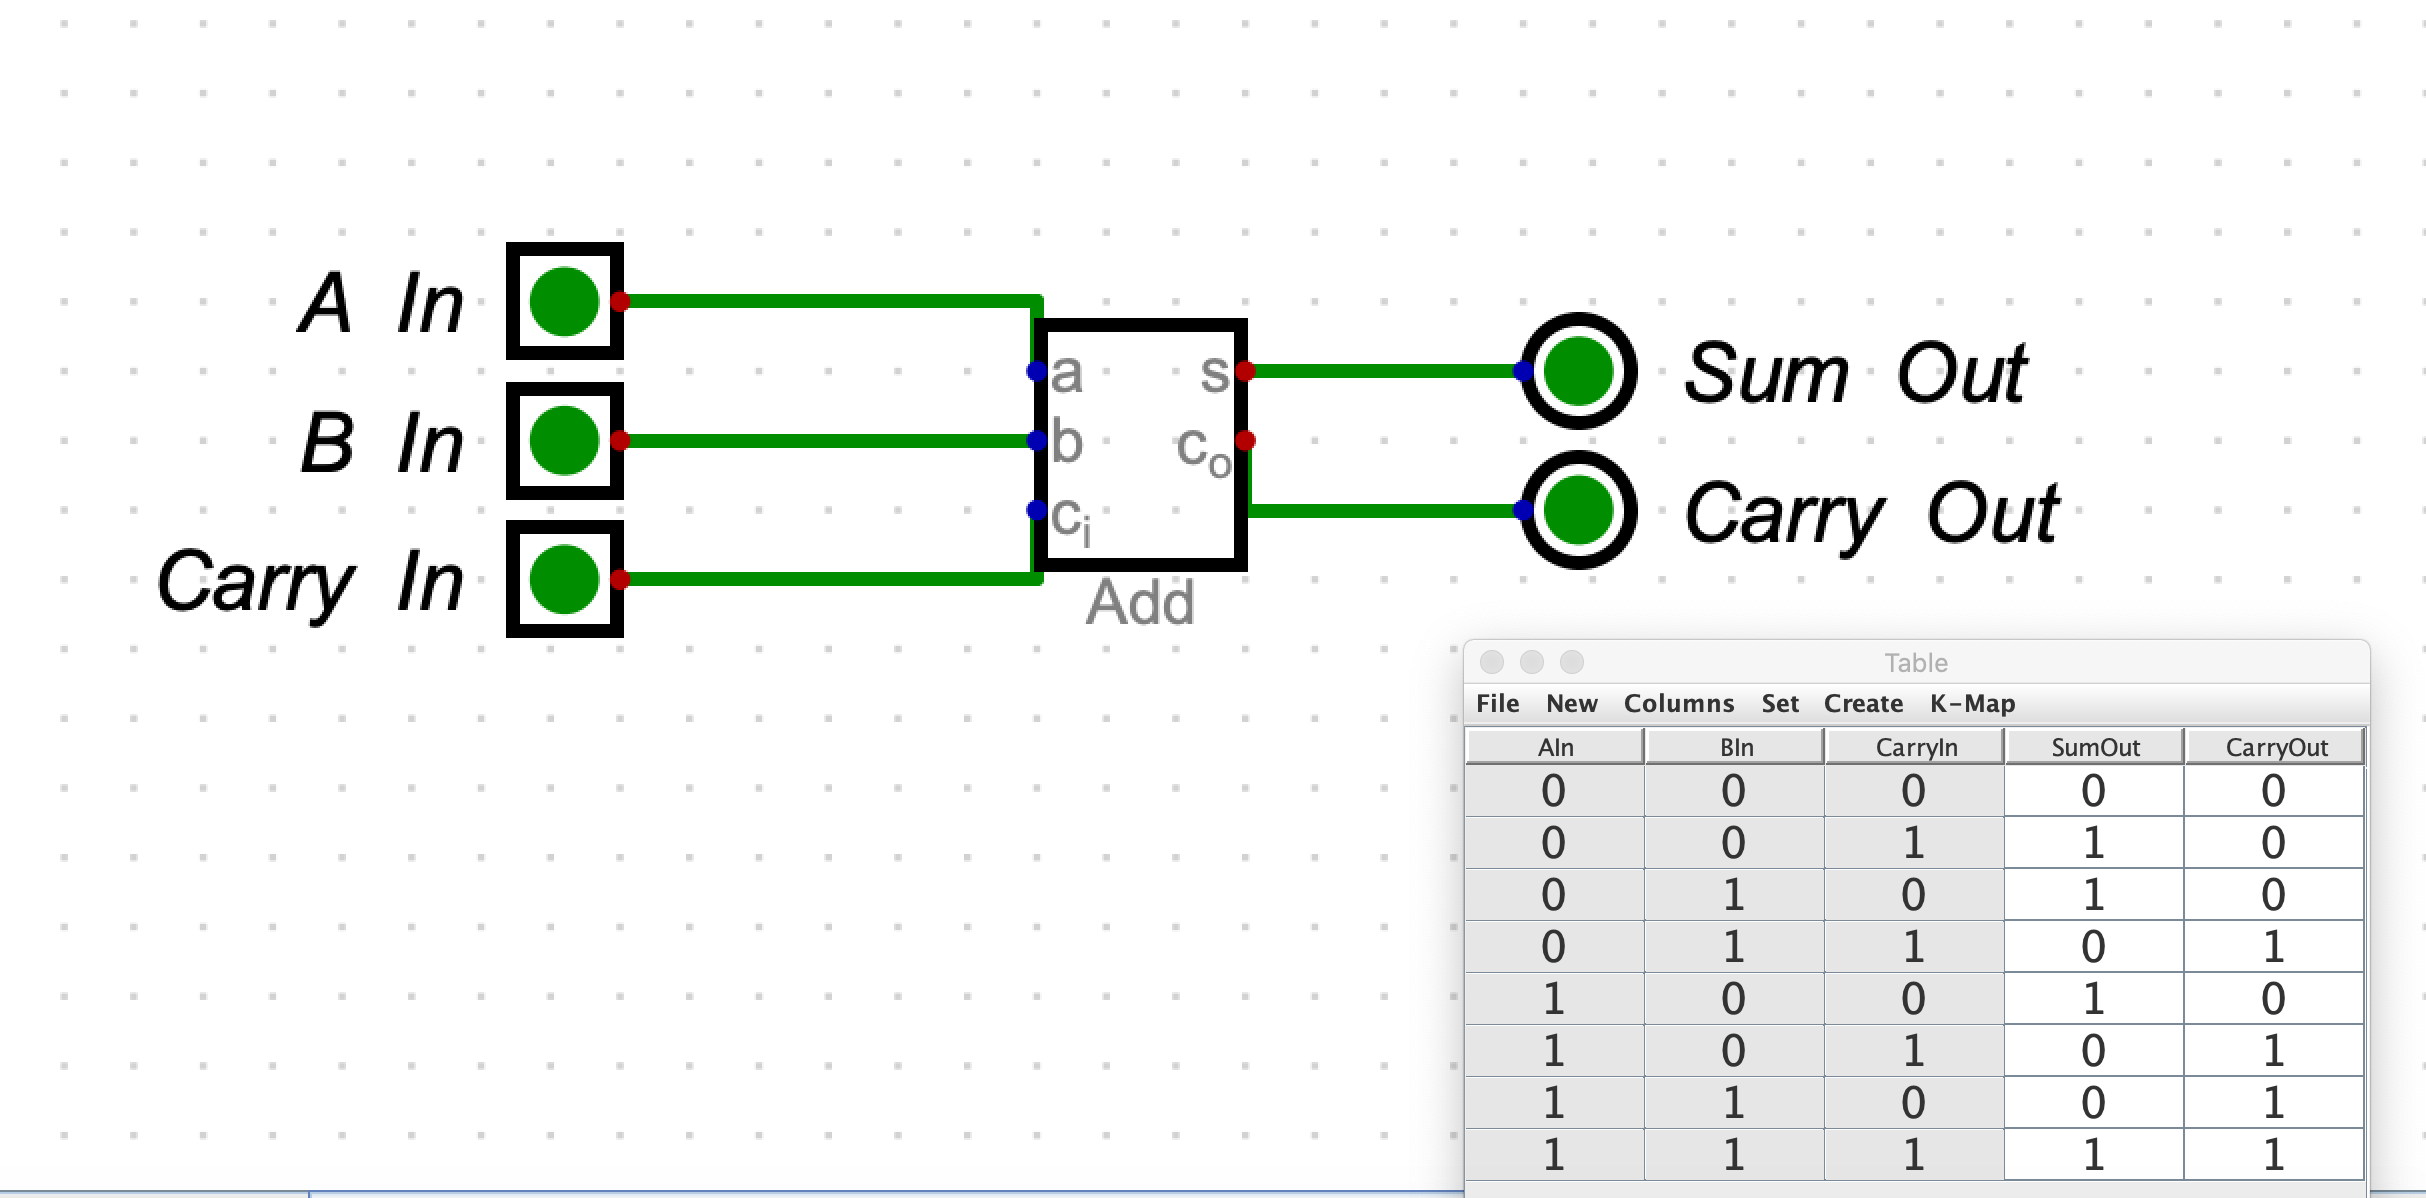 A In
B In
Carry In
a
b
ci
s
co
Add
Sum Out
Carry Out
Table
File New Columns Set Create K-Map
AIn BIn CarryIn SumOut CarryOut
0 0 0 0 0
0 0 1 1 0
0 1 0 1 0
0 1 1 0 1
1 0 0 1 0
1 0 1 0 1
1 1 0 0 1
1 1 1 1 1